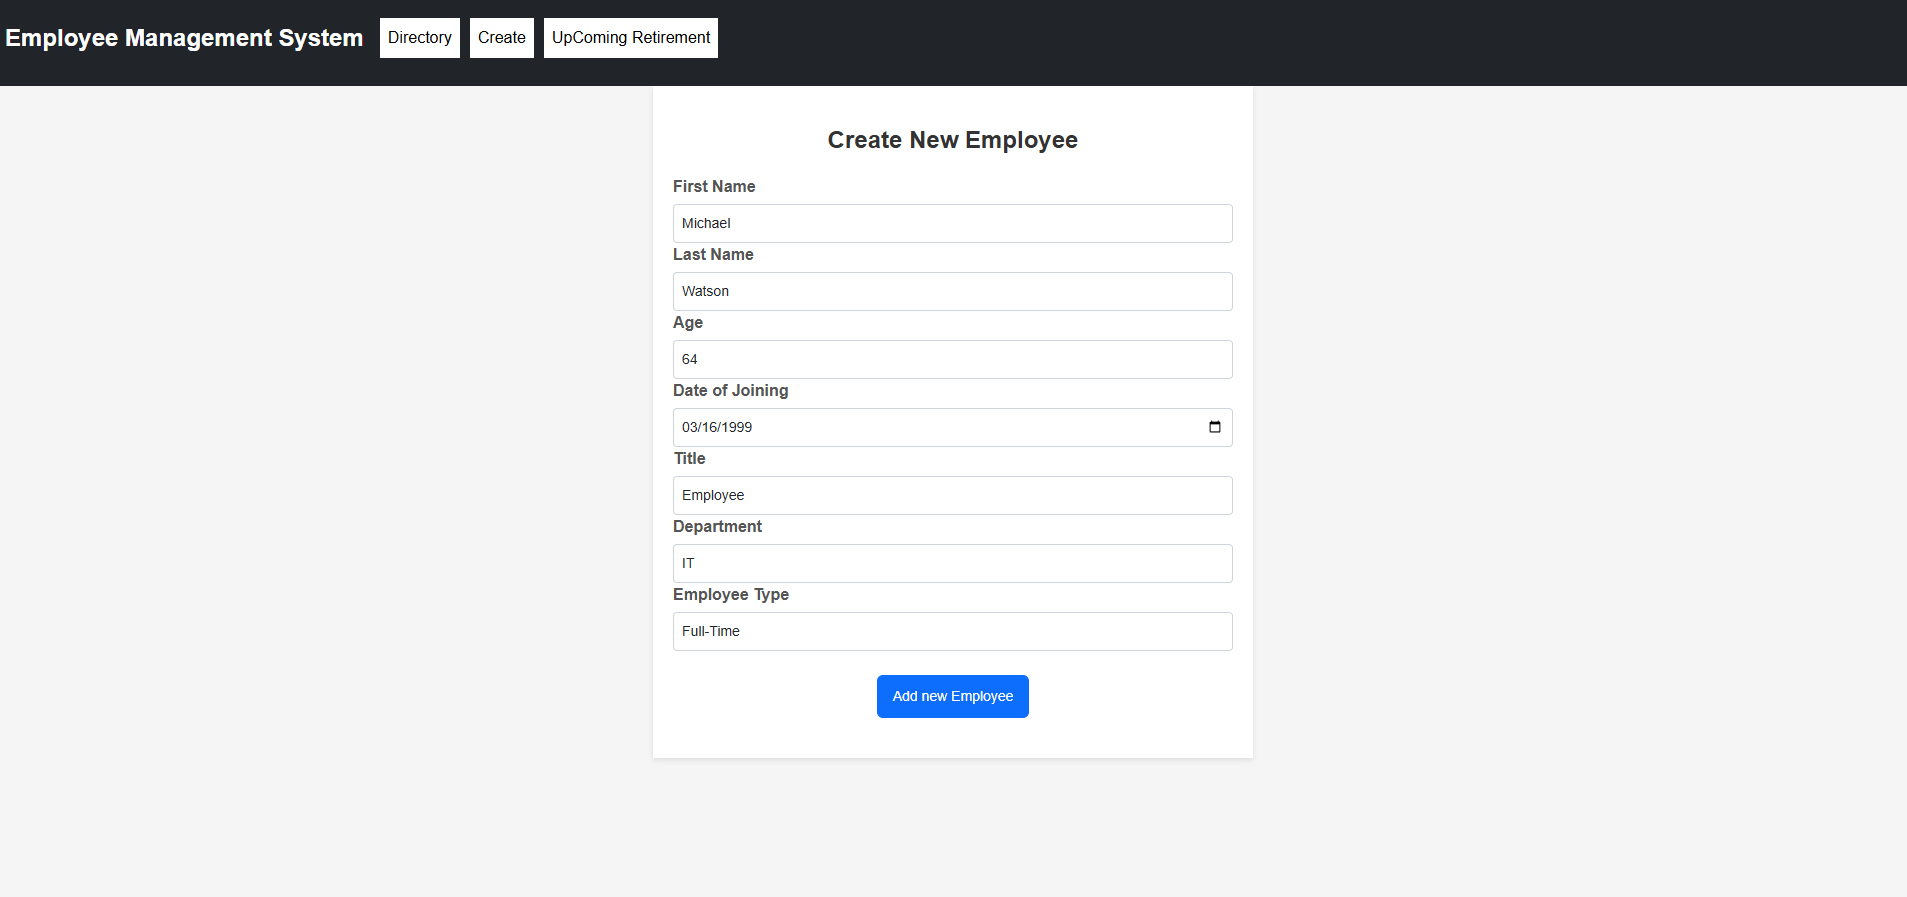 Employee Management System Directory Create UpComing Retirement
Create New Employee
First Name
Michael
Last Name
Watson
Age
64
Date of Joining
03/16/1999
Title
Employee
Department
IT
Employee Type
Full-Time
Add new Employee